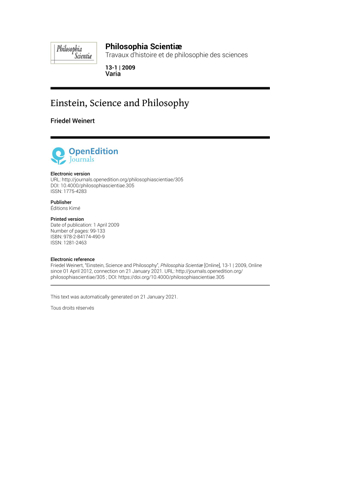 Philosophia
Scientiæ
Philosophia Scientiæ
Travaux d'histoire et de philosophie des sciences
13-1 | 2009
Varia
Einstein, Science and Philosophy
Friedel Weinert
OpenEdition
Journals
Electronic version
URL: http://journals.openedition.org/philosophiascientiae/305
DOI: 10.4000/philosophiascientiae.305
ISSN: 1775-4283
Publisher
Éditions Kimé
Printed version
Date of publication: 1 April 2009
Number of pages: 99-133
ISBN: 978-2-84174-490-9
ISSN: 1281-2463
Electronic reference
Friedel Weinert, "Einstein, Science and Philosophy", Philosophia Scientiæ [Online], 13-1 | 2009, Online
since 01 April 2012, connection on 21 January 2021. URL: http://journals.openedition.org/
philosophiascientiae/305 ; DOI: https://doi.org/10.4000/philosophiascientiae.305
This text was automatically generated on 21 January 2021.
Tous droits réservés